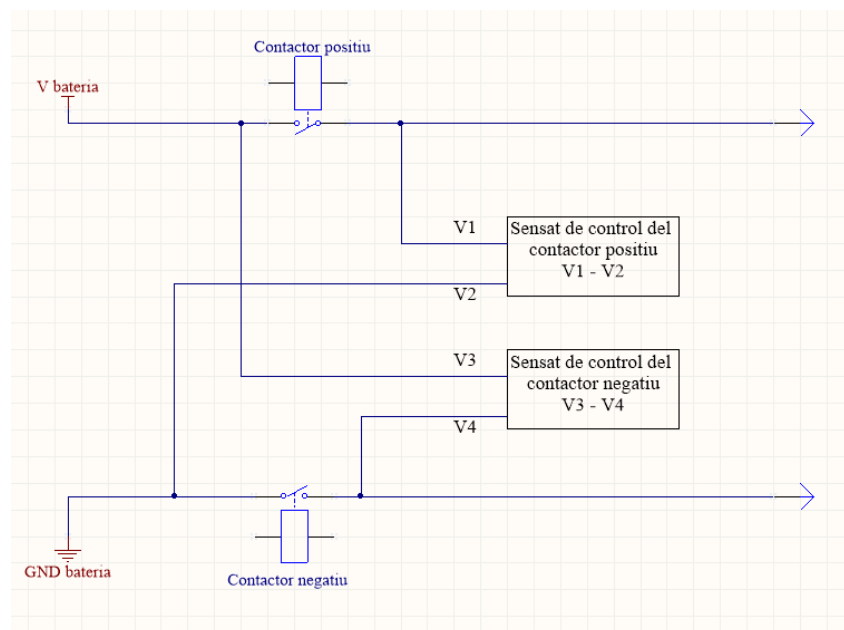 Contactor positiu
V bateria
V1
Sensat de control del
contactor positiu
V1 - V2
V2
V3
Sensat de control del
contactor negatiu
V3 - V4
V4
GND bateria
Contactor negatiu